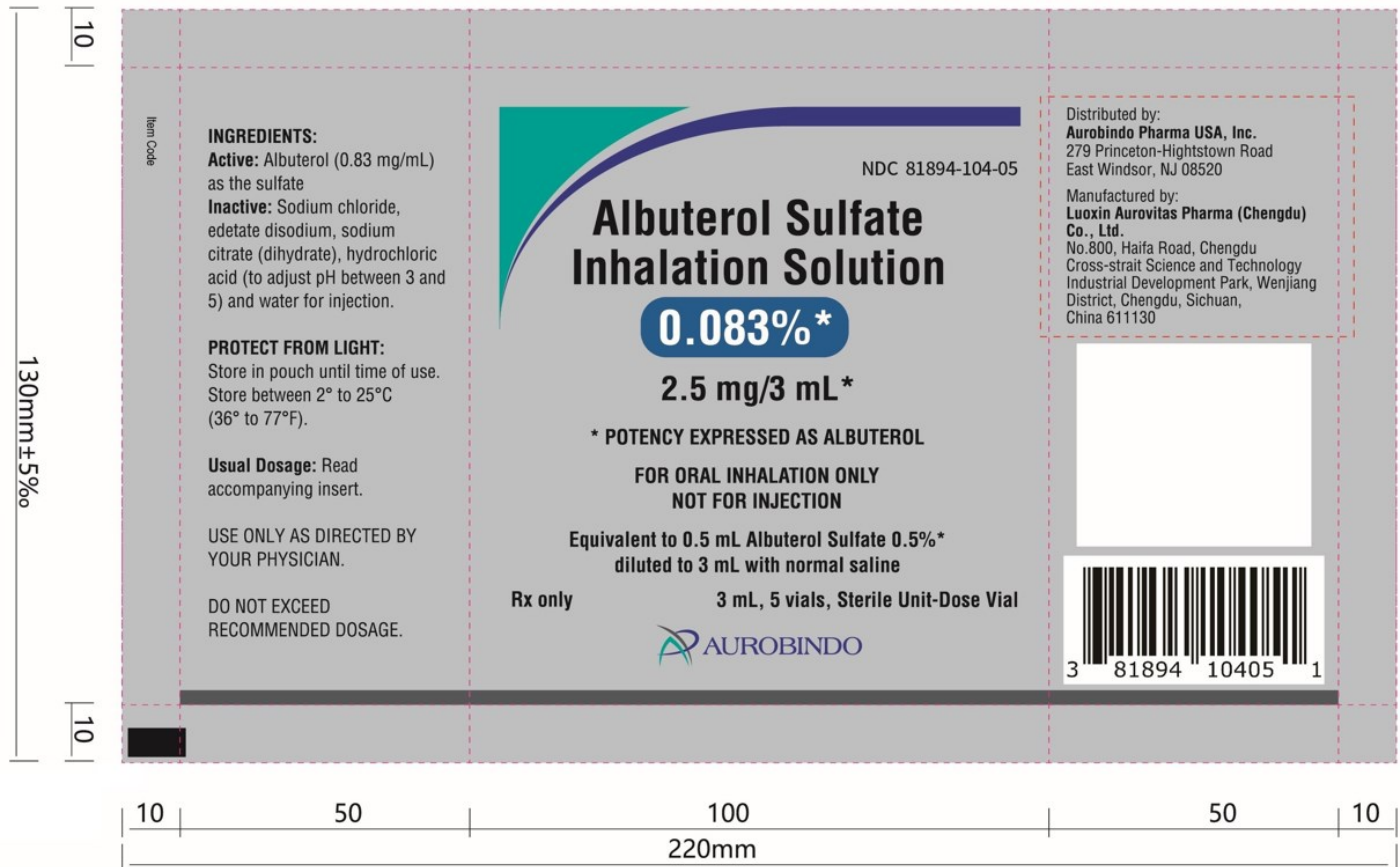 10
130mm±5‰
10
Item Code
INGREDIENTS:
Active: Albuterol (0.83 mg/mL)
as the sulfate
Inactive: Sodium chloride,
edetate disodium, sodium
citrate (dihydrate), hydrochloric
acid (to adjust pH between 3 and
5) and water for injection.
PROTECT FROM LIGHT:
Store in pouch until time of use.
Store between 2° to 25°C
(36° to 77°F).
Usual Dosage: Read
accompanying insert.
USE ONLY AS DIRECTED BY
YOUR PHYSICIAN.
DO NOT EXCEED
RECOMMENDED DOSAGE.
NDC 81894-104-05
Albuterol Sulfate
Inhalation Solution
0.083%*
2.5 mg/3 mL*
* POTENCY EXPRESSED AS ALBUTEROL
FOR ORAL INHALATION ONLY
NOT FOR INJECTION
Equivalent to 0.5 mL Albuterol Sulfate 0.5%*
diluted to 3 mL with normal saline
Rx only 3 mL, 5 vials, Sterile Unit-Dose Vial
AUROBINDO
Distributed by:
Aurobindo Pharma USA, Inc.
279 Princeton-Hightstown Road
East Windsor, NJ 08520
Manufactured by:
Luoxin Aurovitas Pharma (Chengdu)
Co., Ltd.
No.800, Haifa Road, Chengdu
Cross-strait Science and Technology
Industrial Development Park, Wenjiang
District, Chengdu, Sichuan,
China 611130
3 81894 10405 1
10 50 100 50 10
220mm